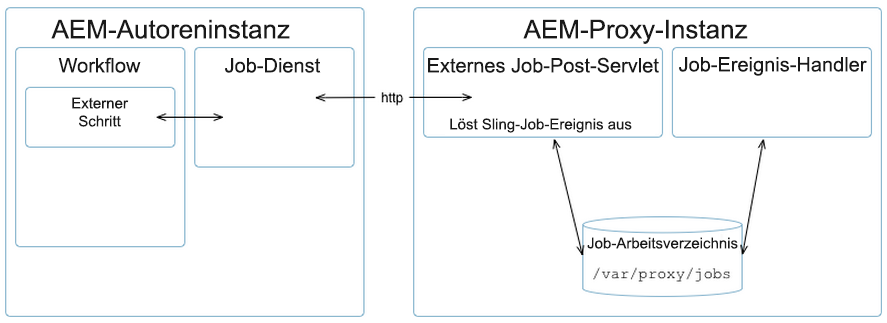 AEM-Autoreninstanz
Workflow
Externer
Schritt
Job-Dienst
http
AEM-Proxy-Instanz
Externes Job-Post-Servlet
Löst Sling-Job-Ereignis aus
Job-Ereignis-Handler
Job-Arbeitsverzeichnis
/var/proxy/jobs